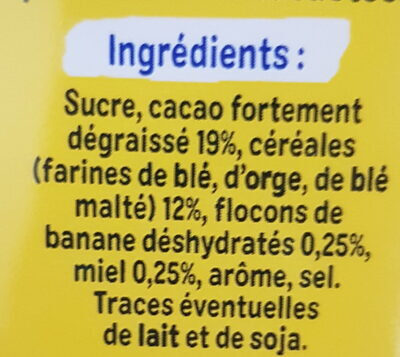 Ingrédients :
Sucre, cacao fortement
dégraissé 19%, céréales
(farines de blé, d'orge, de blé
malté) 12%, flocons de
banane déshydratés 0,25%,
miel 0,25%, arôme, sel.
Traces éventuelles
de lait et de soja.